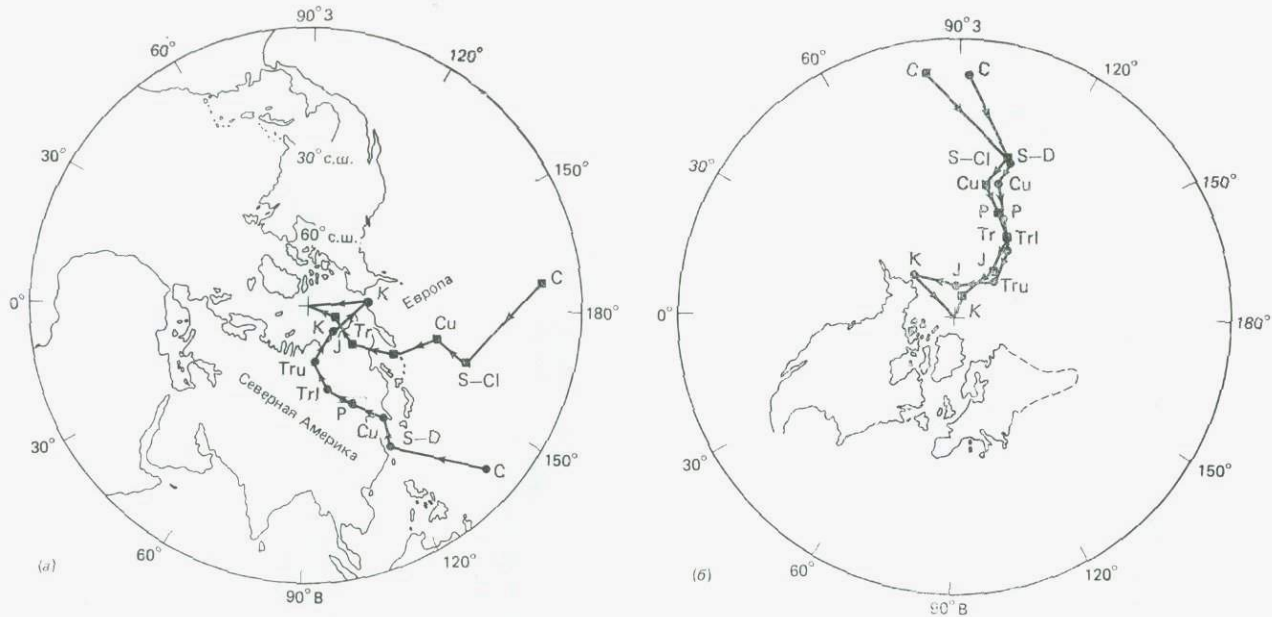 90°З
60°
120°
30°
150°
30° с.ш.
60° с.ш.
Европа
C
K
0°
180°
Cu
K
Tr
J
S–Cl
Tru
Trl
P
Северная Америка
Cu
S–D
C
30°
150°
60°
120°
90°В
(а)
90°З
60°
120°
C
C
30°
150°
S–Cl
S–D
Cu
Cu
P
P
Tr
Trl
K
J
J
Tru
K
0°
180°
30°
150°
60°
120°
90°В
(б)